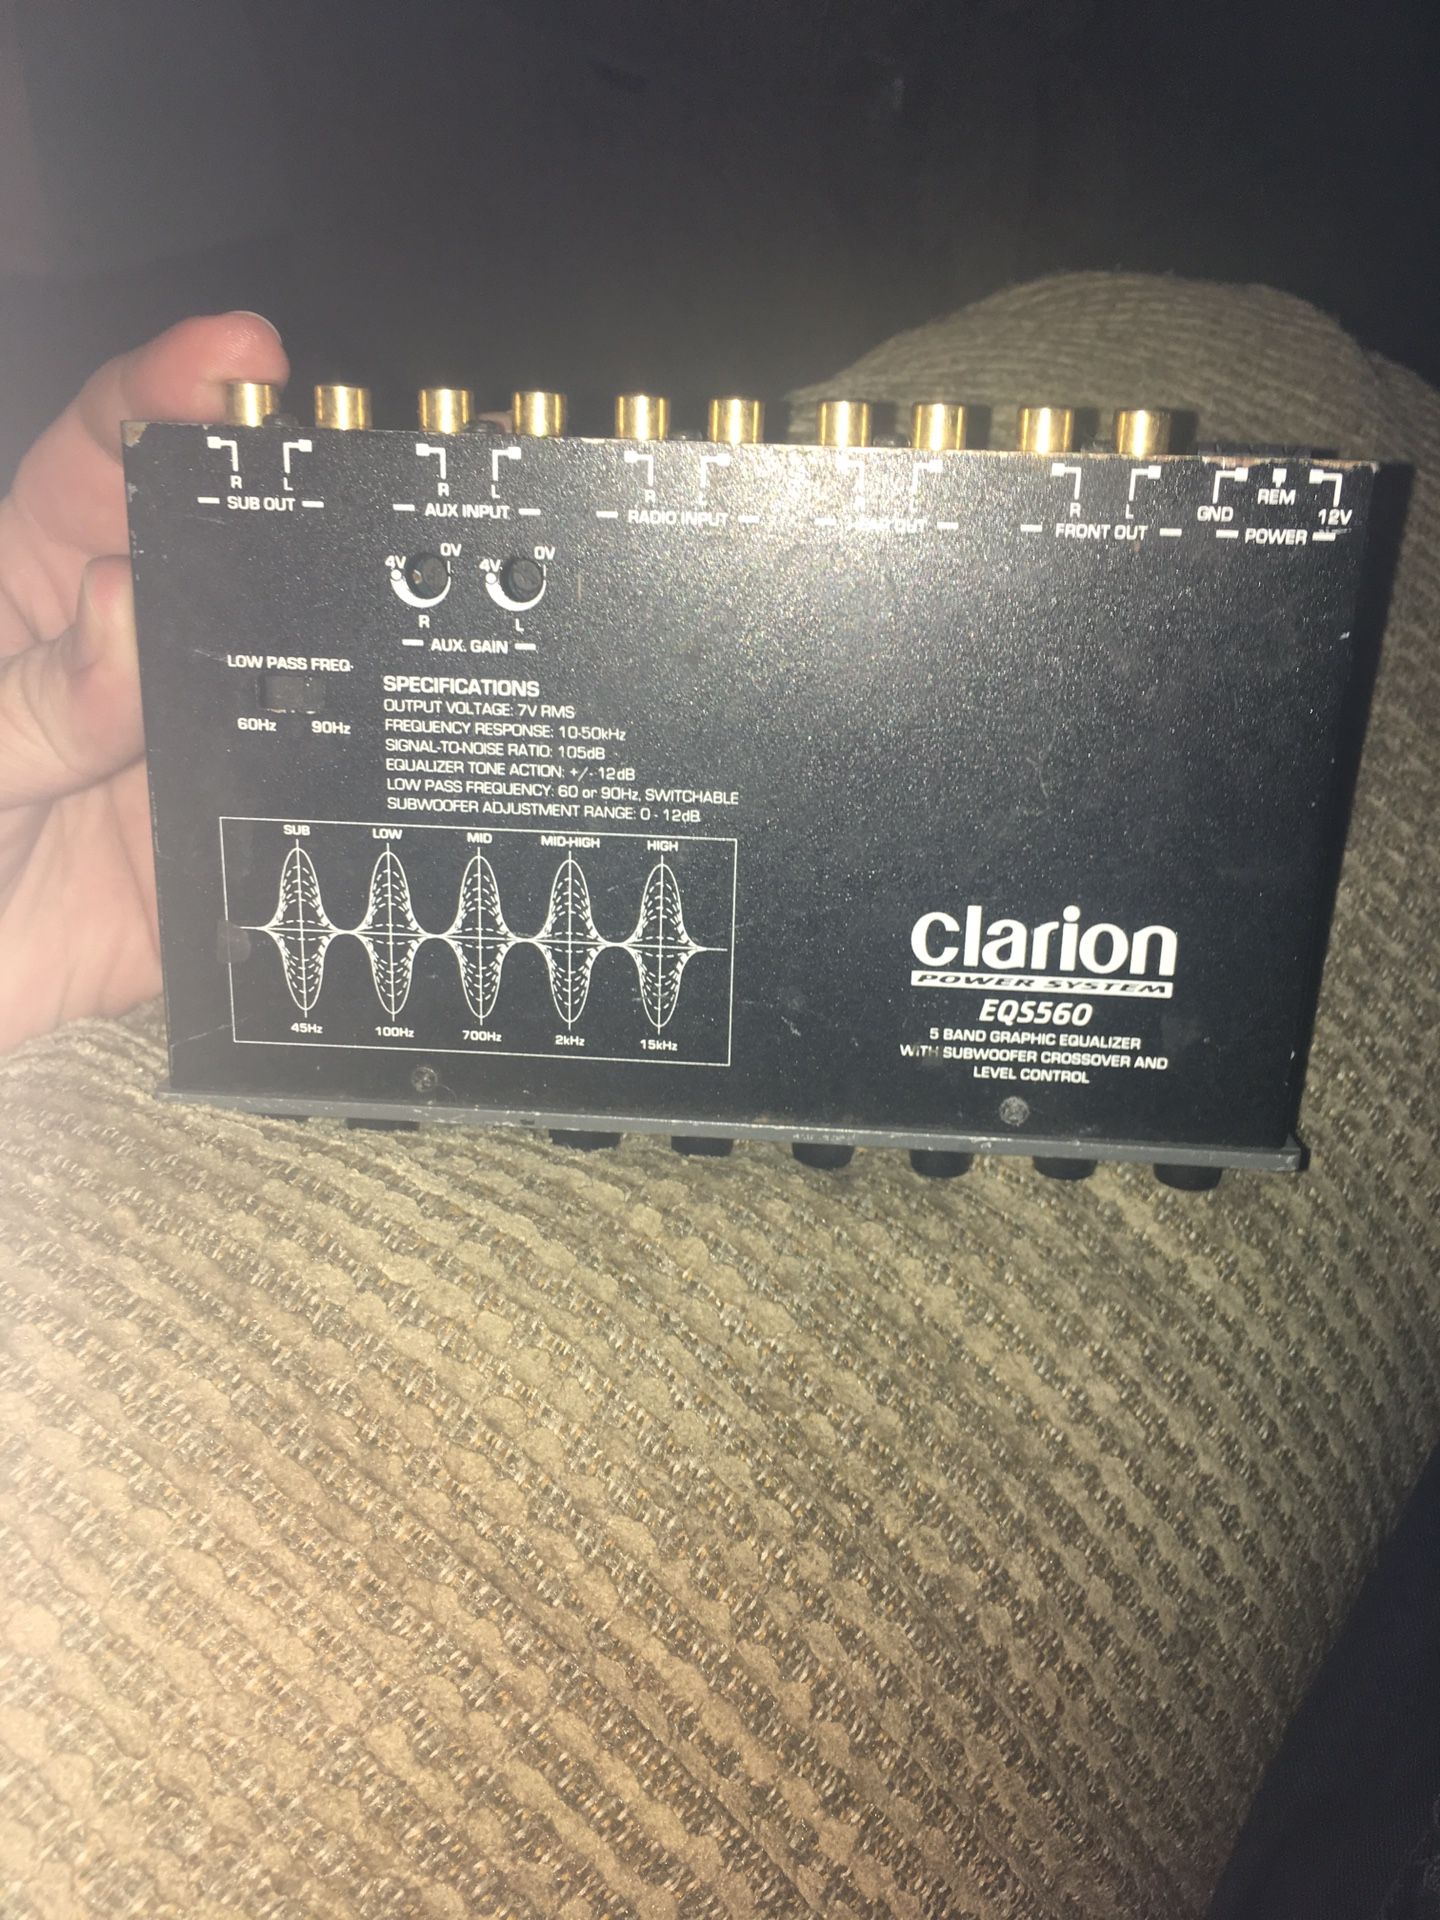 R L
SUB OUT
R L
AUX INPUT
R L
RADIO INPUT
OUT
R L
FRONT OUT
GND REM 12V
POWER
4V 0V 4V 0V
R L
AUX. GAIN
LOW PASS FREQ.
60Hz 90Hz
SPECIFICATIONS
OUTPUT VOLTAGE: 7V RMS
FREQUENCY RESPONSE: 10-50kHz
SIGNAL-TO-NOISE RATIO: 105dB
EQUALIZER TONE ACTION: +/- 12dB
LOW PASS FREQUENCY: 60 or 90Hz, SWITCHABLE
SUBWOOFER ADJUSTMENT RANGE: 0 - 12dB
SUB LOW MID MID-HIGH HIGH
45Hz 100Hz 700Hz 2kHz 15kHz
clarion
POWER SYSTEM
EQS560
5 BAND GRAPHIC EQUALIZER
WITH SUBWOOFER CROSSOVER AND
LEVEL CONTROL